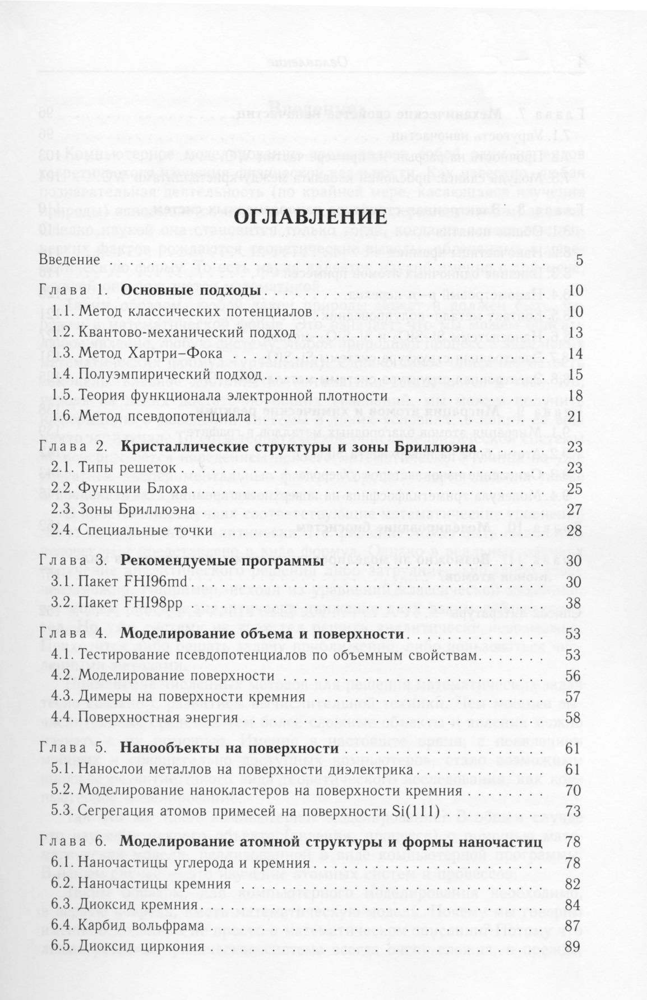 ОГЛАВЛЕНИЕ
Введение . . . . . . . . . . . . . . . . . . . . . . . . . . . . . . 5
Глава 1. Основные подходы . . . . . . . . . . . . . . . . . . . . 10
1.1. Метод классических потенциалов . . . . . . . . . . . . . . . . 10
1.2. Квантово-механический подход . . . . . . . . . . . . . . . . . 13
1.3. Метод Хартри–Фока . . . . . . . . . . . . . . . . . . . . . . 14
1.4. Полуэмпирический подход . . . . . . . . . . . . . . . . . . . 15
1.5. Теория функционала электронной плотности . . . . . . . . . . 18
1.6. Метод псевдопотенциала . . . . . . . . . . . . . . . . . . . . 21
Глава 2. Кристаллические структуры и зоны Бриллюэна . . . . . 23
2.1. Типы решеток . . . . . . . . . . . . . . . . . . . . . . . . . 23
2.2. Функции Блоха . . . . . . . . . . . . . . . . . . . . . . . . 25
2.3. Зоны Бриллюэна . . . . . . . . . . . . . . . . . . . . . . . . 27
2.4. Специальные точки . . . . . . . . . . . . . . . . . . . . . . 28
Глава 3. Рекомендуемые программы . . . . . . . . . . . . . . . . 30
3.1. Пакет FHI96md . . . . . . . . . . . . . . . . . . . . . . . . 30
3.2. Пакет FHI98pp . . . . . . . . . . . . . . . . . . . . . . . . 38
Глава 4. Моделирование объема и поверхности . . . . . . . . . . 53
4.1. Тестирование псевдопотенциалов по объемным свойствам . . . . 53
4.2. Моделирование поверхности . . . . . . . . . . . . . . . . . . 56
4.3. Димеры на поверхности кремния . . . . . . . . . . . . . . . . 57
4.4. Поверхностная энергия . . . . . . . . . . . . . . . . . . . . 58
Глава 5. Нанообъекты на поверхности . . . . . . . . . . . . . . 61
5.1. Нанослои металлов на поверхности диэлектрика . . . . . . . . 61
5.2. Моделирование нанокластеров на поверхности кремния . . . . . 70
5.3. Сегрегация атомов примесей на поверхности Si(111) . . . . . . 73
Глава 6. Моделирование атомной структуры и формы наночастиц 78
6.1. Наночастицы углерода и кремния . . . . . . . . . . . . . . . . 78
6.2. Наночастицы кремния . . . . . . . . . . . . . . . . . . . . . 82
6.3. Диоксид кремния . . . . . . . . . . . . . . . . . . . . . . . 84
6.4. Карбид вольфрама . . . . . . . . . . . . . . . . . . . . . . . 87
6.5. Диоксид циркония . . . . . . . . . . . . . . . . . . . . . . . 89